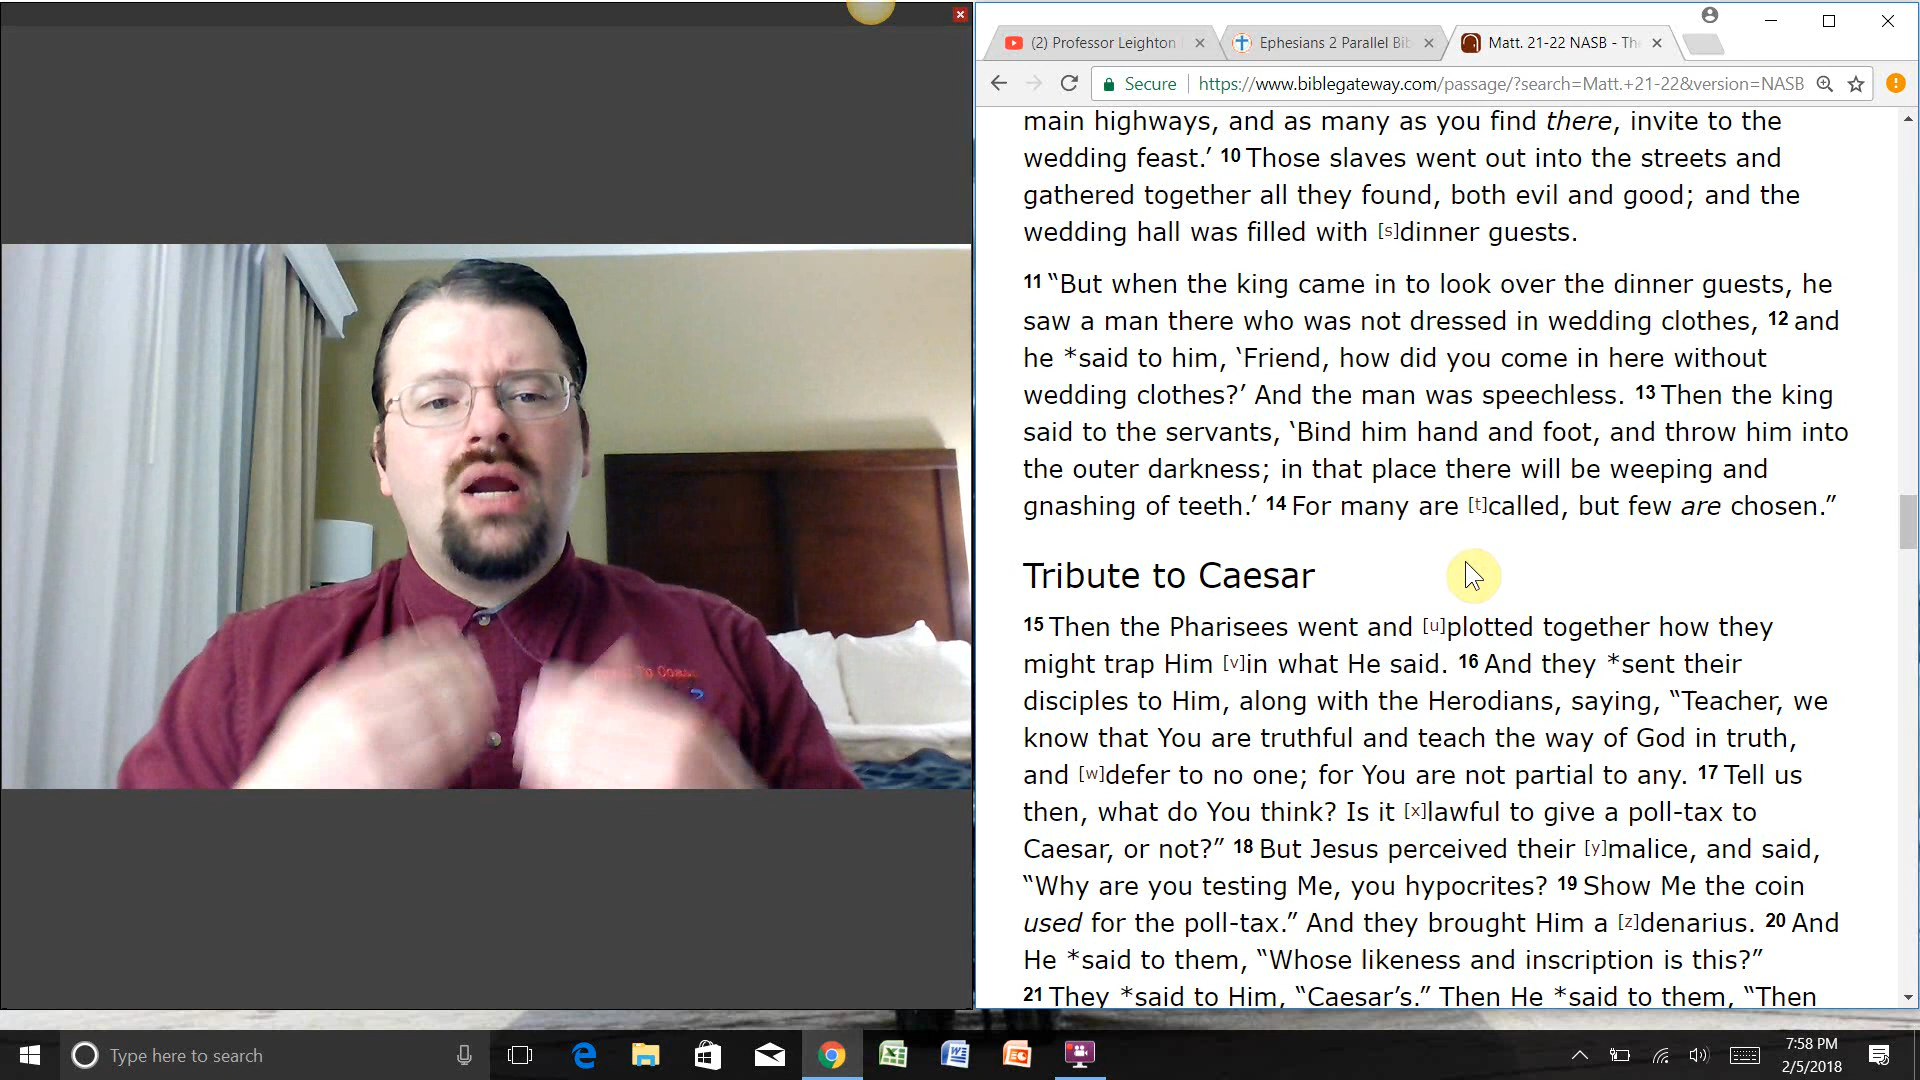 (2) Professor Leighton
Ephesians 2 Parallel Bib
Matt. 21-22 NASB - The
Secure
https://www.biblegateway.com/passage/?search=Matt.+21-22&version=NASB
main highways, and as many as you find there, invite to the
wedding feast.’ 10 Those slaves went out into the streets and
gathered together all they found, both evil and good; and the
wedding hall was filled with [s]dinner guests.
11 “But when the king came in to look over the dinner guests, he
saw a man there who was not dressed in wedding clothes, 12 and
he *said to him, ‘Friend, how did you come in here without
wedding clothes?’ And the man was speechless. 13 Then the king
said to the servants, ‘Bind him hand and foot, and throw him into
the outer darkness; in that place there will be weeping and
gnashing of teeth.’ 14 For many are [t]called, but few are chosen.”
Tribute to Caesar
15 Then the Pharisees went and [u]plotted together how they
might trap Him [v]in what He said. 16 And they *sent their
disciples to Him, along with the Herodians, saying, “Teacher, we
know that You are truthful and teach the way of God in truth,
and [w]defer to no one; for You are not partial to any. 17 Tell us
then, what do You think? Is it [x]lawful to give a poll-tax to
Caesar, or not?” 18 But Jesus perceived their [y]malice, and said,
“Why are you testing Me, you hypocrites? 19 Show Me the coin
used for the poll-tax.” And they brought Him a [z]denarius. 20 And
He *said to them, “Whose likeness and inscription is this?”
21 They *said to Him, “Caesar’s.” Then He *said to them, “Then
Type here to search
7:58 PM
2/5/2018